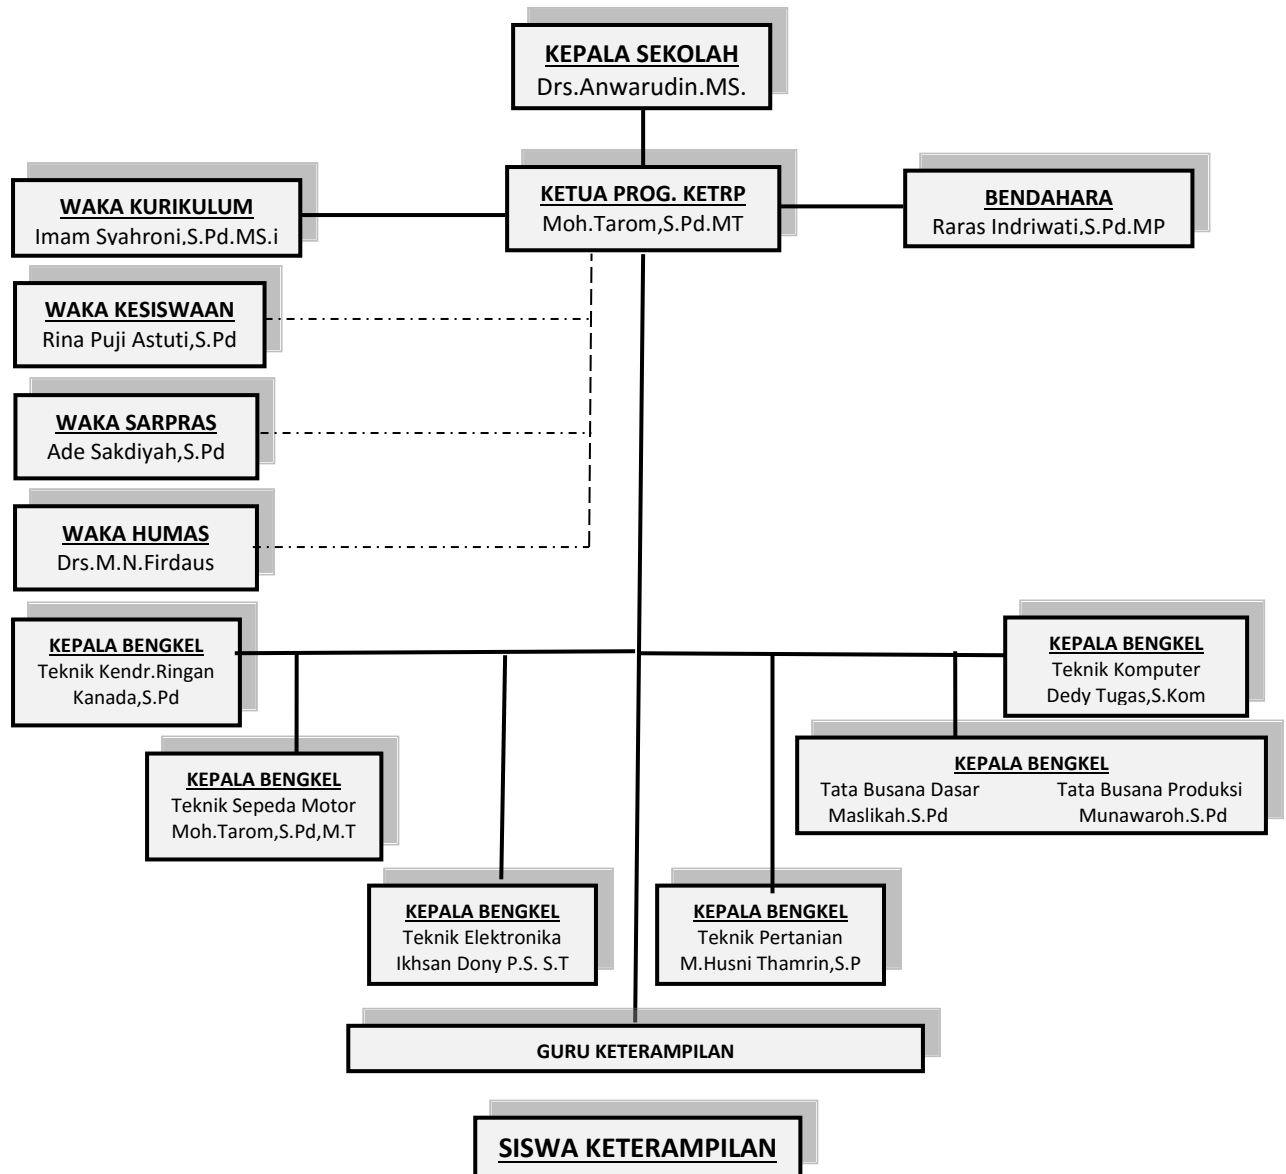 KEPALA SEKOLAH
Drs.Anwarudin.MS.
WAKA KURIKULUM
Imam Syahroni,S.Pd.MS.i
KETUA PROG. KETRP
Moh.Tarom,S.Pd.MT
BENDAHARA
Raras Indriwati.S.Pd.MP
WAKA KESISWAAN
Rina Puji Astuti,S.Pd
WAKA SARPRAS
Ade Sakdiyah,S.Pd
WAKA HUMAS
Drs.M.N.Firdaus
KEPALA BENGKEL
Teknik Kendr.Ringan
Kanada,S.Pd
KEPALA BENGKEL
Teknik Komputer
Dedy Tugas,S.Kom
KEPALA BENGKEL
Teknik Sepeda Motor
Moh.Tarom,S.Pd,M.T
KEPALA BENGKEL
Tata Busana Dasar Tata Busana Produksi
Maslikah.S.Pd Munawaroh.S.Pd
KEPALA BENGKEL
Teknik Elektronika
Ikhsan Dony P.S. S.T
KEPALA BENGKEL
Teknik Pertanian
M.Husni Thamrin,S.P
GURU KETERAMPILAN
SISWA KETERAMPILAN